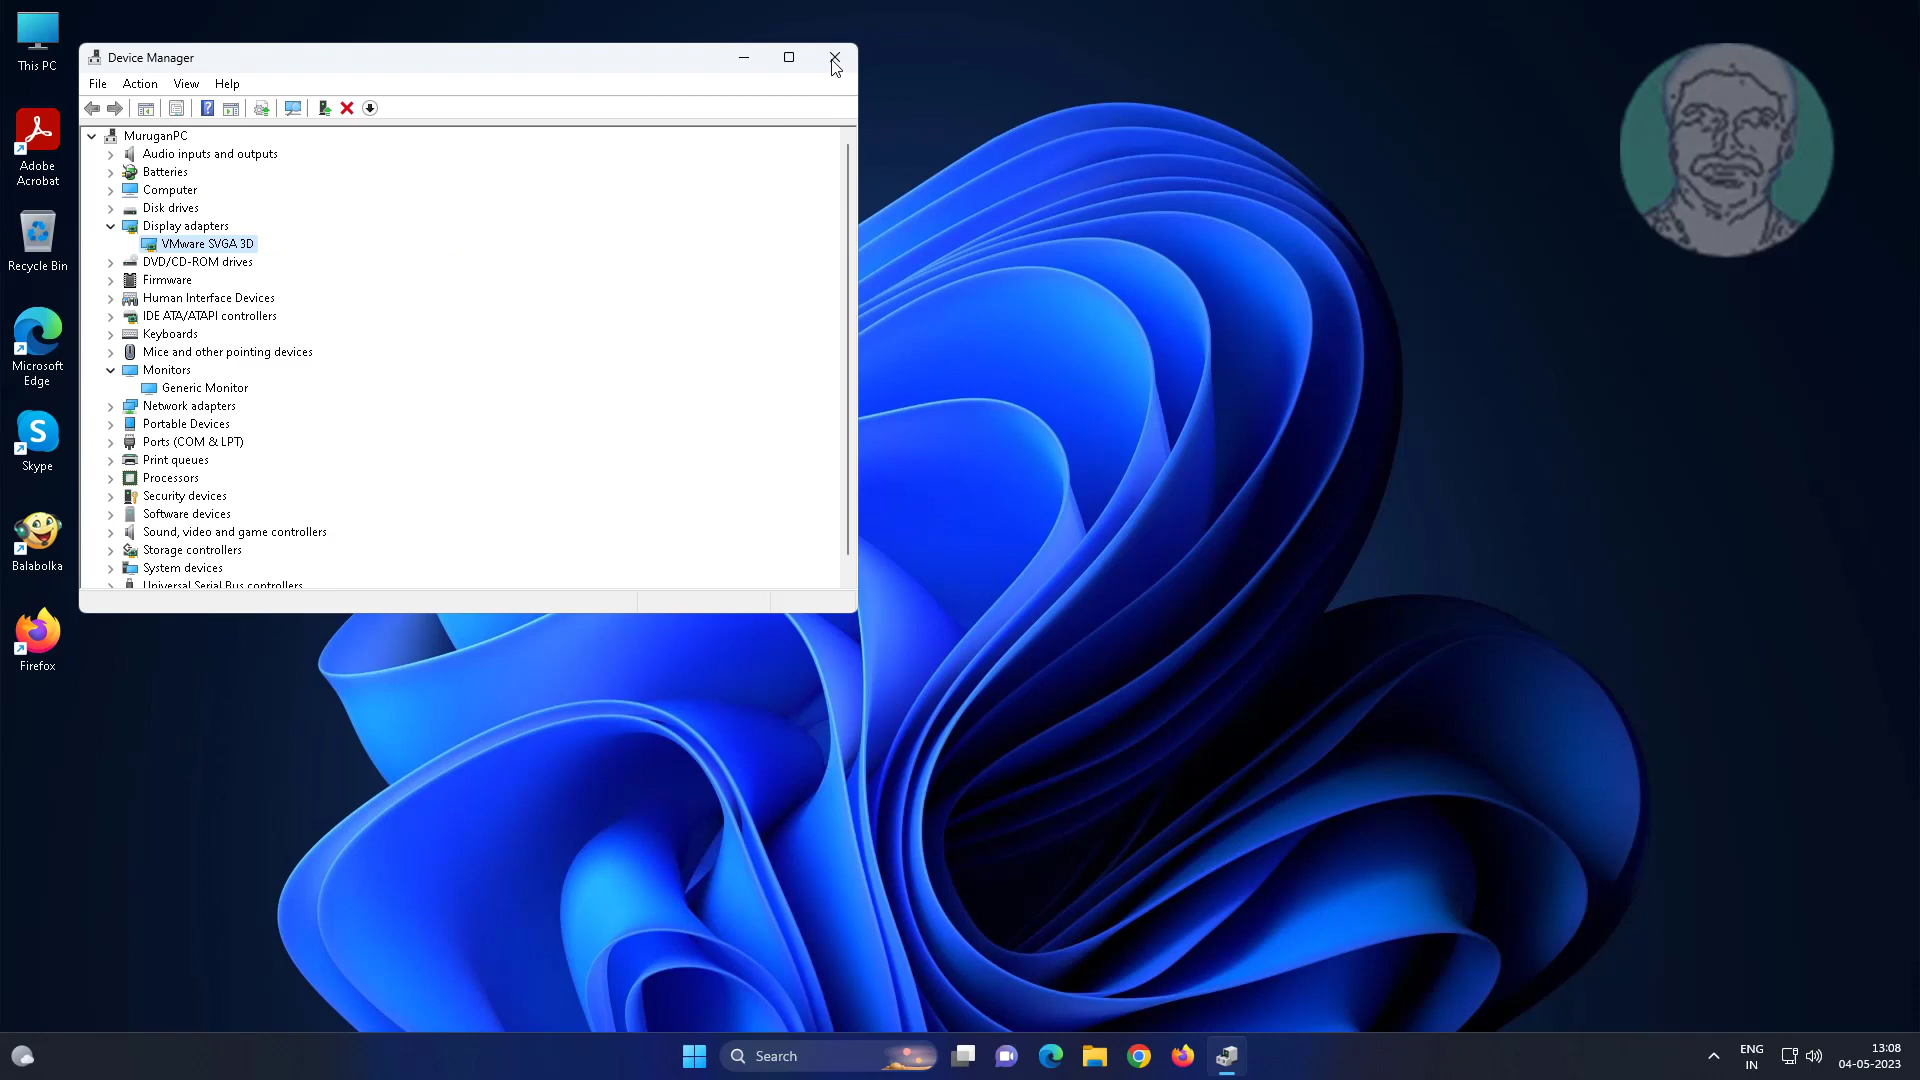 This PC
Adobe
Acrobat
Recycle Bin
Microsoft
Edge
S
Skype
Balabolka
Firefox
Device Manager
File Action View Help
MuruganPC
Audio inputs and outputs
Batteries
Computer
Disk drives
Display adapters
VMware SVGA 3D
DVD/CD-ROM drives
Firmware
Human Interface Devices
IDE ATA/ATAPI controllers
Keyboards
Mice and other pointing devices
Monitors
Generic Monitor
Network adapters
Portable Devices
Ports (COM & LPT)
Print queues
Processors
Security devices
Software devices
Sound, video and game controllers
Storage controllers
System devices
Universal Serial Bus controllers
Search
ENG
IN
13:08
04-05-2023